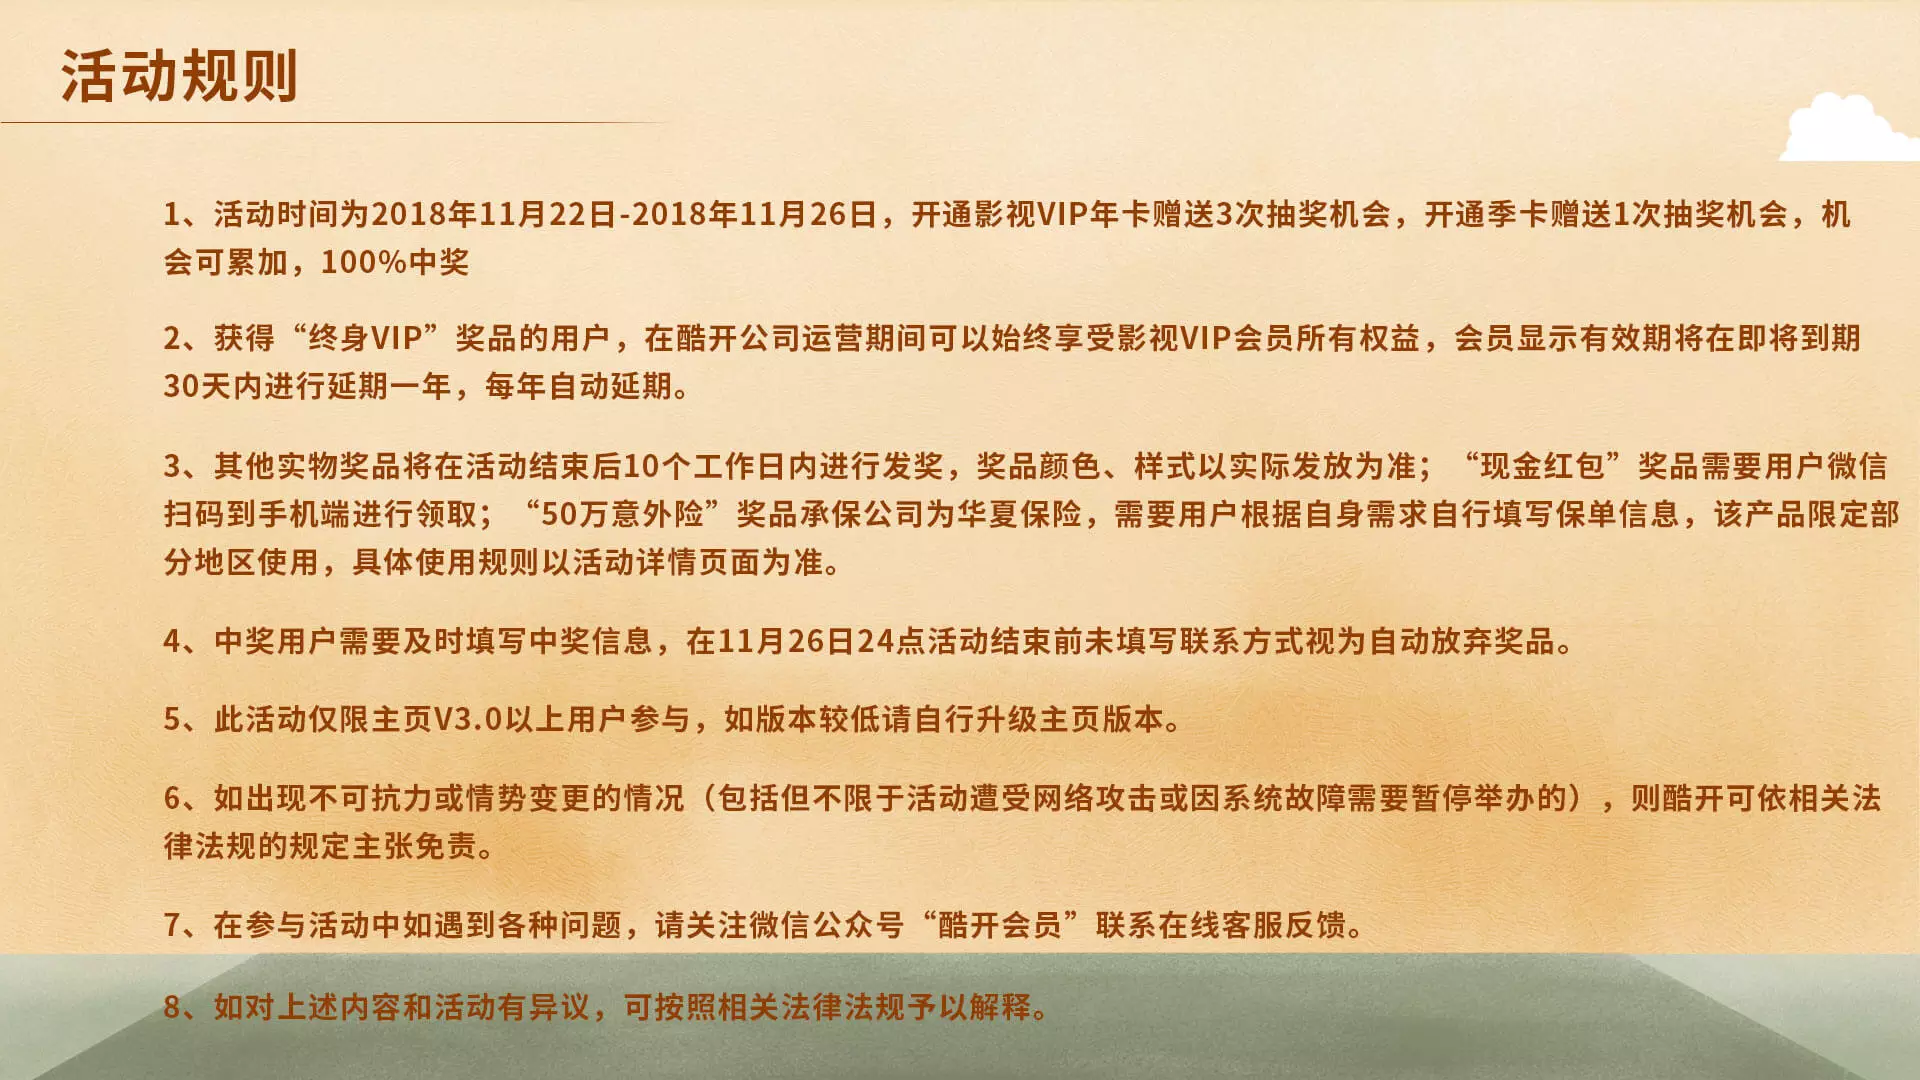 活动规则
1、活动时间为2018年11月22日-2018年11月26日，开通影视VIP年卡赠送3次抽奖机会，开通季卡赠送1次抽奖机会，机
会可累加，100%中奖
2、获得“终身VIP”奖品的用户，在酷开公司运营期间可以始终享受影视VIP会员所有权益，会员显示有效期将在即将到期
30天内进行延期一年，每年自动延期。
3、其他实物奖品将在活动结束后10个工作日内进行发奖，奖品颜色、样式以实际发放为准；“现金红包”奖品需要用户微信
扫码到手机端进行领取；“50万意外险”奖品承保公司为华夏保险，需要用户根据自身需求自行填写保单信息，该产品限定部
分地区使用，具体使用规则以活动详情页面为准。
4、中奖用户需要及时填写中奖信息，在11月26日24点活动结束前未填写联系方式视为自动放弃奖品。
5、此活动仅限主页V3.0以上用户参与，如版本较低请自行升级主页版本。
6、如出现不可抗力或情势变更的情况（包括但不限于活动遭受网络攻击或因系统故障需要暂停举办的），则酷开可依相关法
律法规的规定主张免责。
7、在参与活动中如遇到各种问题，请关注微信公众号“酷开会员”联系在线客服反馈。
8、如对上述内容和活动有异议，可按照相关法律法规予以解释。